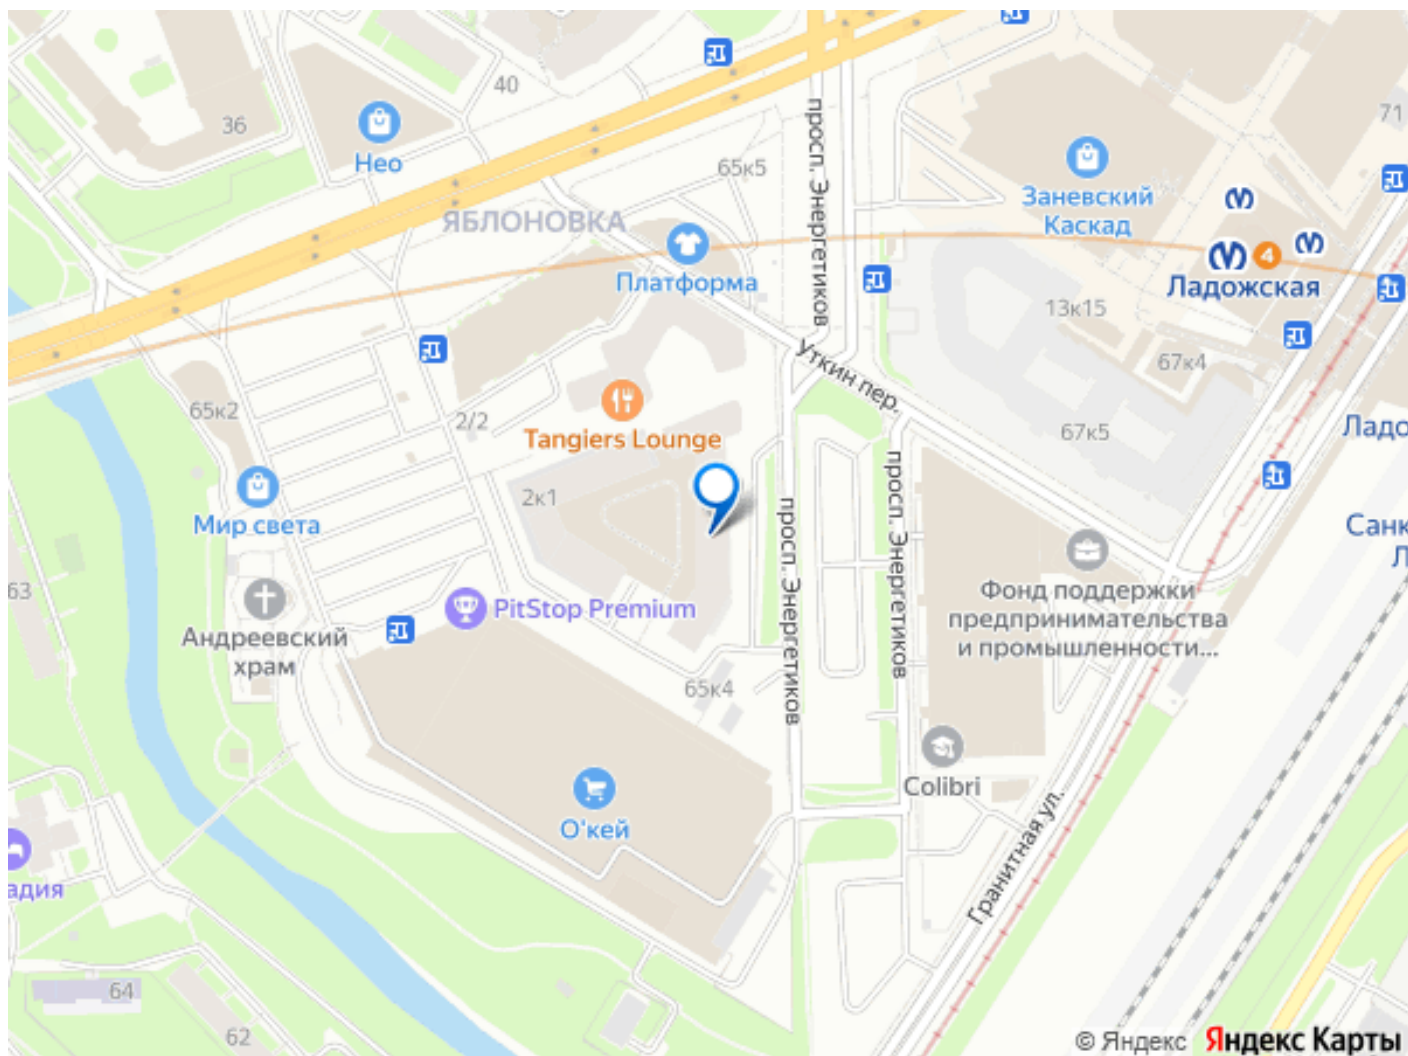 40
36
71
Нео
65к5
просп. Энергетиков
Заневский
Каскад
ЯБЛОНОВКА
Платформа
4
Ладожская
13к15
Уткин пер.
67к4
65к2
2/2
Tangiers Lounge
67к5
Ладо
просп. Энергетиков
2к1
просп. Энергетиков
Мир света
Санк
Л
63
PitStop Premium
Фонд поддержки
предпринимательства
и промышленности...
Андреевский
храм
65к4
Colibri
О'кей
Гранитная ул.
адия
64
62
© Яндекс Яндекс Карты